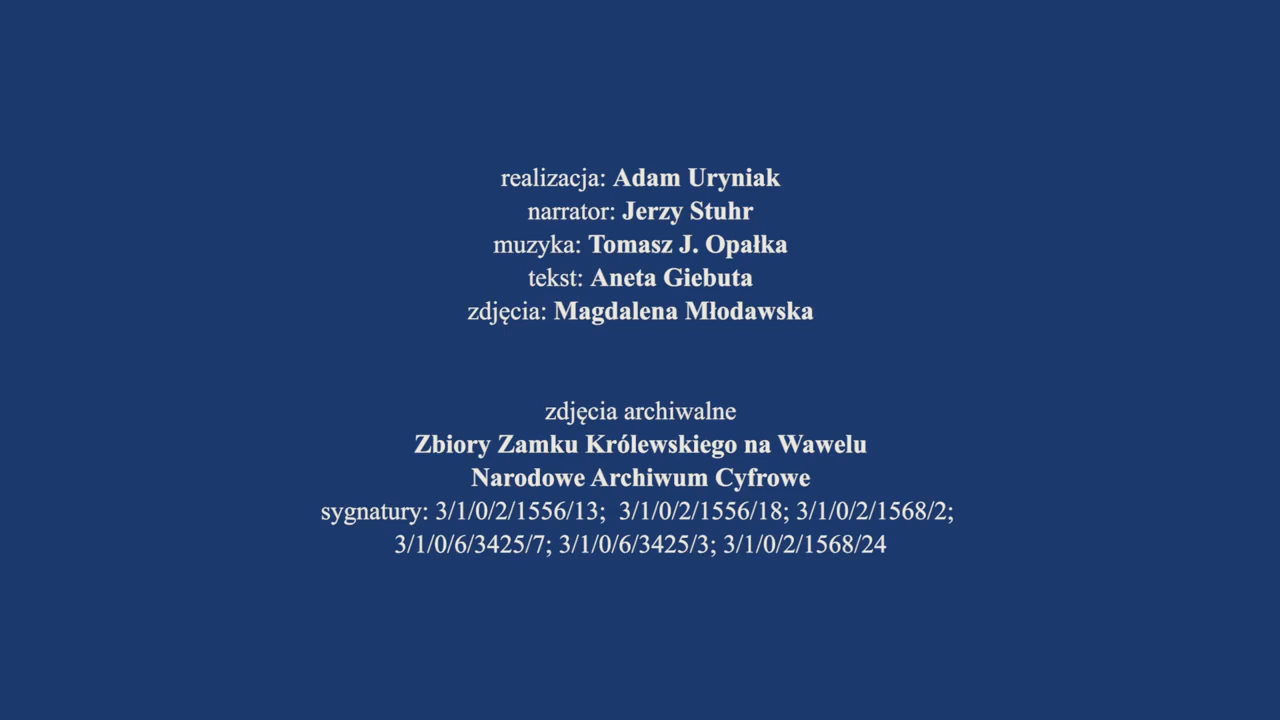 realizacja: Adam Uryniak
narrator: Jerzy Stuhr
muzyka: Tomasz J. Opałka
tekst: Aneta Giebuta
zdjęcia: Magdalena Młodawska
zdjęcia archiwalne
Zbiory Zamku Królewskiego na Wawelu
Narodowe Archiwum Cyfrowe
sygnatury: 3/1/0/2/1556/13;  3/1/0/2/1556/18; 3/1/0/2/1568/2;
3/1/0/6/3425/7; 3/1/0/6/3425/3; 3/1/0/2/1568/24